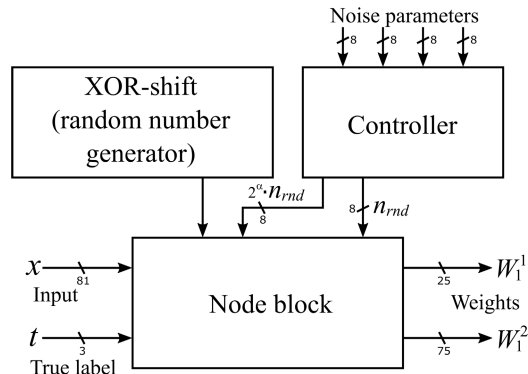 Noise parameters
8 8 8 8
XOR-shift
(random number
generator)
Controller
2^α·n_rnd
8
8 n_rnd
x
81
Input
t
3
True label
Node block
25
W_1^1
Weights
75
W_1^2